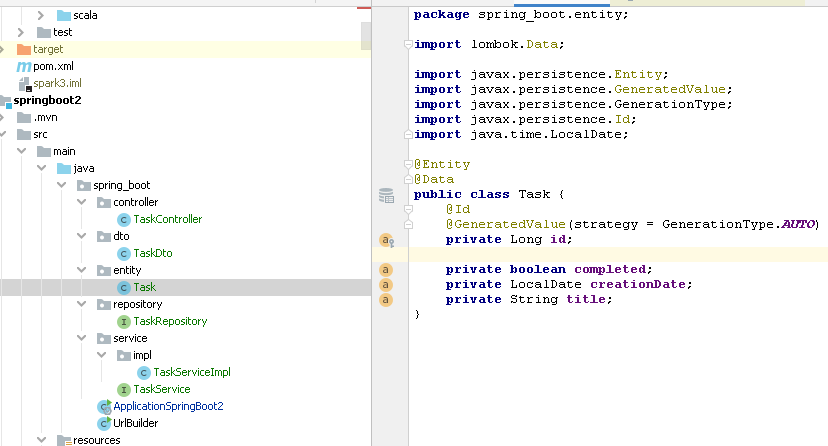 scala
test
target
pom.xml
spark3.iml
springboot2
.mvn
src
main
java
spring_boot
controller
TaskController
dto
TaskDto
entity
Task
repository
TaskRepository
service
impl
TaskServiceImpl
TaskService
ApplicationSpringBoot2
UrlBuilder
resources
package spring_boot.entity;
import lombok.Data;
import javax.persistence.Entity;
import javax.persistence.GeneratedValue;
import javax.persistence.GenerationType;
import javax.persistence.Id;
import java.time.LocalDate;
@Entity
@Data
public class Task {
@Id
@GeneratedValue(strategy = GenerationType.AUTO)
private Long id;
private boolean completed;
private LocalDate creationDate;
private String title;
}